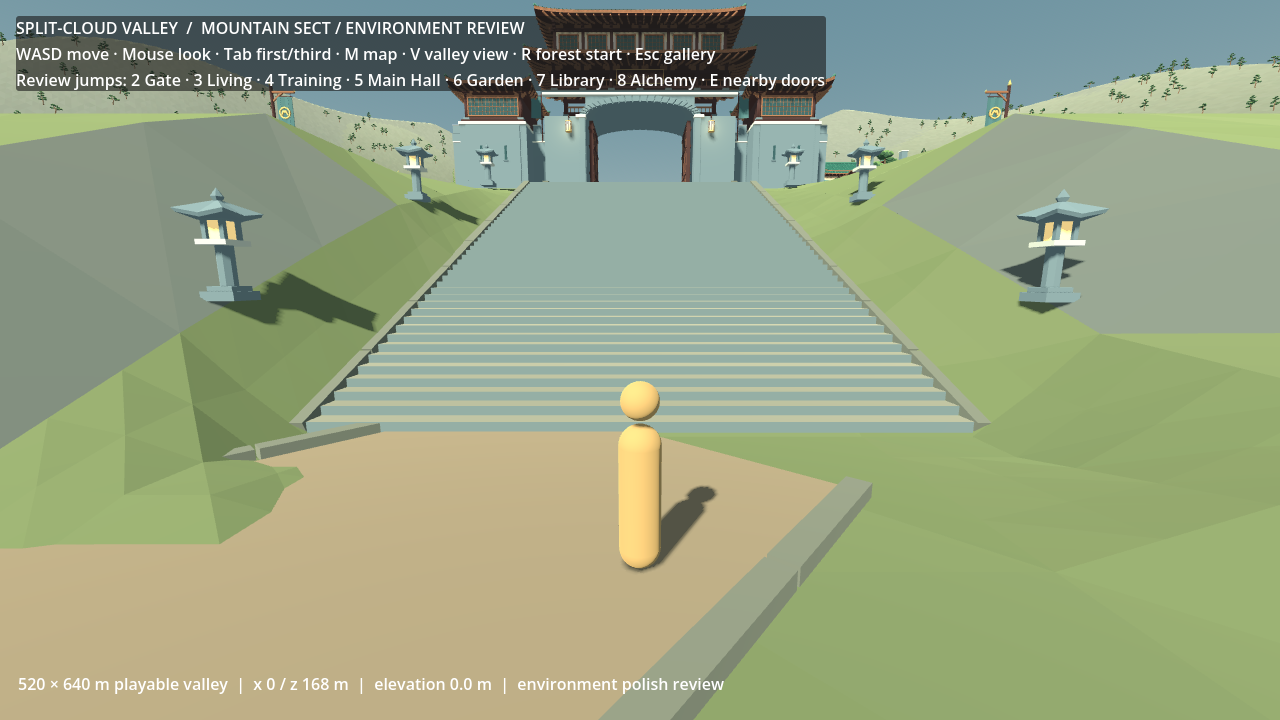 SPLIT-CLOUD VALLEY / MOUNTAIN SECT / ENVIRONMENT REVIEW
WASD move · Mouse look · Tab first/third · M map · V valley view · R forest start · Esc gallery
Review jumps: 2 Gate · 3 Living · 4 Training · 5 Main Hall · 6 Garden · 7 Library · 8 Alchemy · E nearby doors
520 × 640 m playable valley | x 0 / z 168 m | elevation 0.0 m | environment polish review